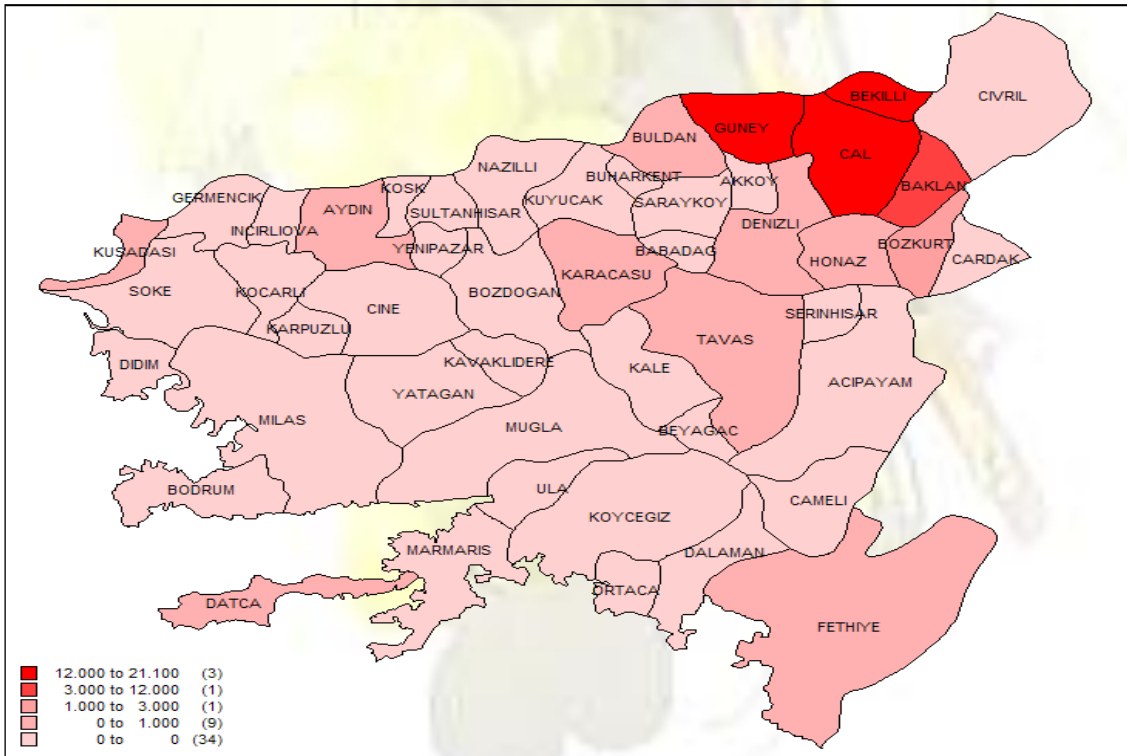 CIVRIL
BEKILLI
GUNEY
BULDAN
CAL
NAZILLI
BUHARKENT
AKKOY
BAKLAN
KOSK
GERMENCIK
KUYUCAK
SARAYKOY
AYDIN
SULTANHISAR
DENIZLI
INCIRLIOVA
KUSADASI
YENIPAZAR
BABADAG
BOZKURT
HONAZ
CARDAK
KARACASU
SOKE
KOCARLI
BOZDOGAN
CINE
SERINHISAR
KARPUZLU
TAVAS
DIDIM
KAVAKLIDERE
KALE
ACIPAYAM
YATAGAN
MILAS
MUGLA
BEYAGAC
BODRUM
ULA
CAMELI
KOYCEGIZ
MARMARIS
DALAMAN
ORTACA
DATCA
FETHIYE
12.000 to 21.100 (3)
3.000 to 12.000 (1)
1.000 to 3.000 (1)
0 to 1.000 (9)
0 to 0 (34)